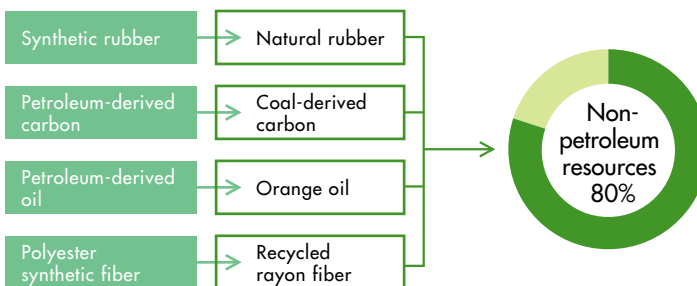 Synthetic rubber
Natural rubber
Petroleum-derived
carbon
Coal-derived
carbon
Petroleum-derived
oil
Orange oil
Polyester
synthetic fiber
Recycled
rayon fiber
Non-
petroleum
resources
80%